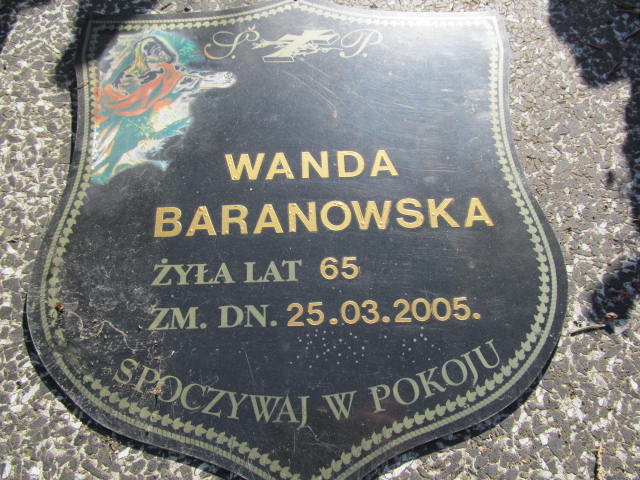 Ś. P
WANDA
BARANOWSKA
ŻYŁA LAT 65
ZM. DN. 25.03.2005.
SPOCZYWAJ W POKOJU